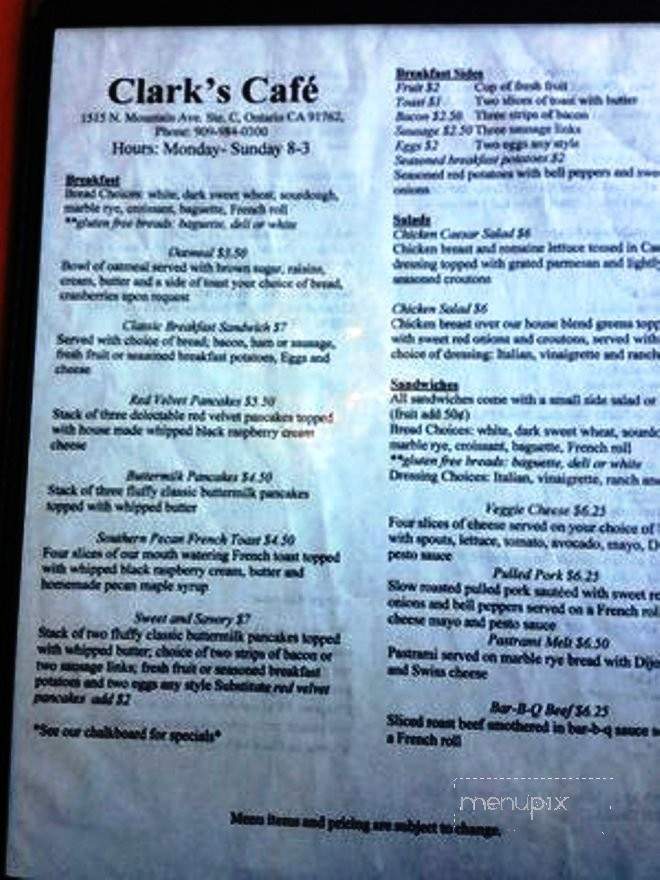 Clark's Café
1515 N. Mountain Ave. Ste, C, Ontario CA 91762,
Phone: 909-984-0300
Hours: Monday- Sunday 8-3
Breakfast
Bread Choices: white, dark sweet wheat, sourdough,
marble rye, croissant, baguette, French roll
**gluten free breads: baguette, deli or white
Oatmeal $3.50
Bowl of oatmeal served with brown sugar, raisins,
cream, butter and a side of toast your choice of bread,
cranberries upon request
Classic Breakfast Sandwich $7
Served with choice of bread; bacon, ham or sausage,
fresh fruit or seasoned breakfast potatoes, Eggs and
cheese
Red Velvet Pancakes $5.50
Stack of three delectable red velvet pancakes topped
with house made whipped black raspberry cream
cheese
Buttermilk Pancakes $4.50
Stack of three fluffy classic buttermilk pancakes
topped with whipped butter
Southern Pecan French Toast $4.50
Four slices of our mouth watering French toast topped
with whipped black raspberry cream, butter and
homemade pecan maple syrup
Sweet and Savory $7
Stack of two fluffy classic buttermilk pancakes topped
with whipped butter; choice of two strips of bacon or
two sausage links; fresh fruit or seasoned breakfast
potatoes and two eggs any style Substitute red velvet
pancakes add $2
*See our chalkboard for specials*
Breakfast Sides
Fruit $2 Cup of fresh fruit
Toast $1 Two slices of toast with butter
Bacon $2.50 Three strips of bacon
Sausage $2.50 Three sausage links
Eggs $2 Two eggs any style
Seasoned breakfast potatoes $2
Seasoned red potatoes with bell peppers and
onions
Salads
Chicken Caesar Salad $6
Chicken breast and romaine lettuce tossed in
dressing topped with grated parmesan and lightly
seasoned croutons
Chicken Salad $6
Chicken breast over our house blend greens
with sweet red onions and croutons, served with
choice of dressing: Italian, vinaigrette and ranch
Sandwiches
All sandwiches come with a small side salad or
(fruit add 50¢)
Bread Choices: white, dark sweet wheat,
marble rye, croissant, baguette, French roll
**gluten free breads: baguette, deli or white
Dressing Choices: Italian, vinaigrette, ranch
Veggie Cheese $6.25
Four slices of cheese served on your choice of
with spouts, lettuce, tomato, avocado, mayo,
pesto sauce
Pulled Pork $6.25
Slow roasted pulled pork sautéed with sweet
onions and bell peppers served on a French
cheese mayo and pesto sauce
Pastrami Melt $6.50
Pastrami served on marble rye bread with
and Swiss cheese
Bar-B-Q Beef $6.25
Sliced roast beef smothered in bar-b-q sauce
a French roll
Menu items and pricing are subject to change.
menupix